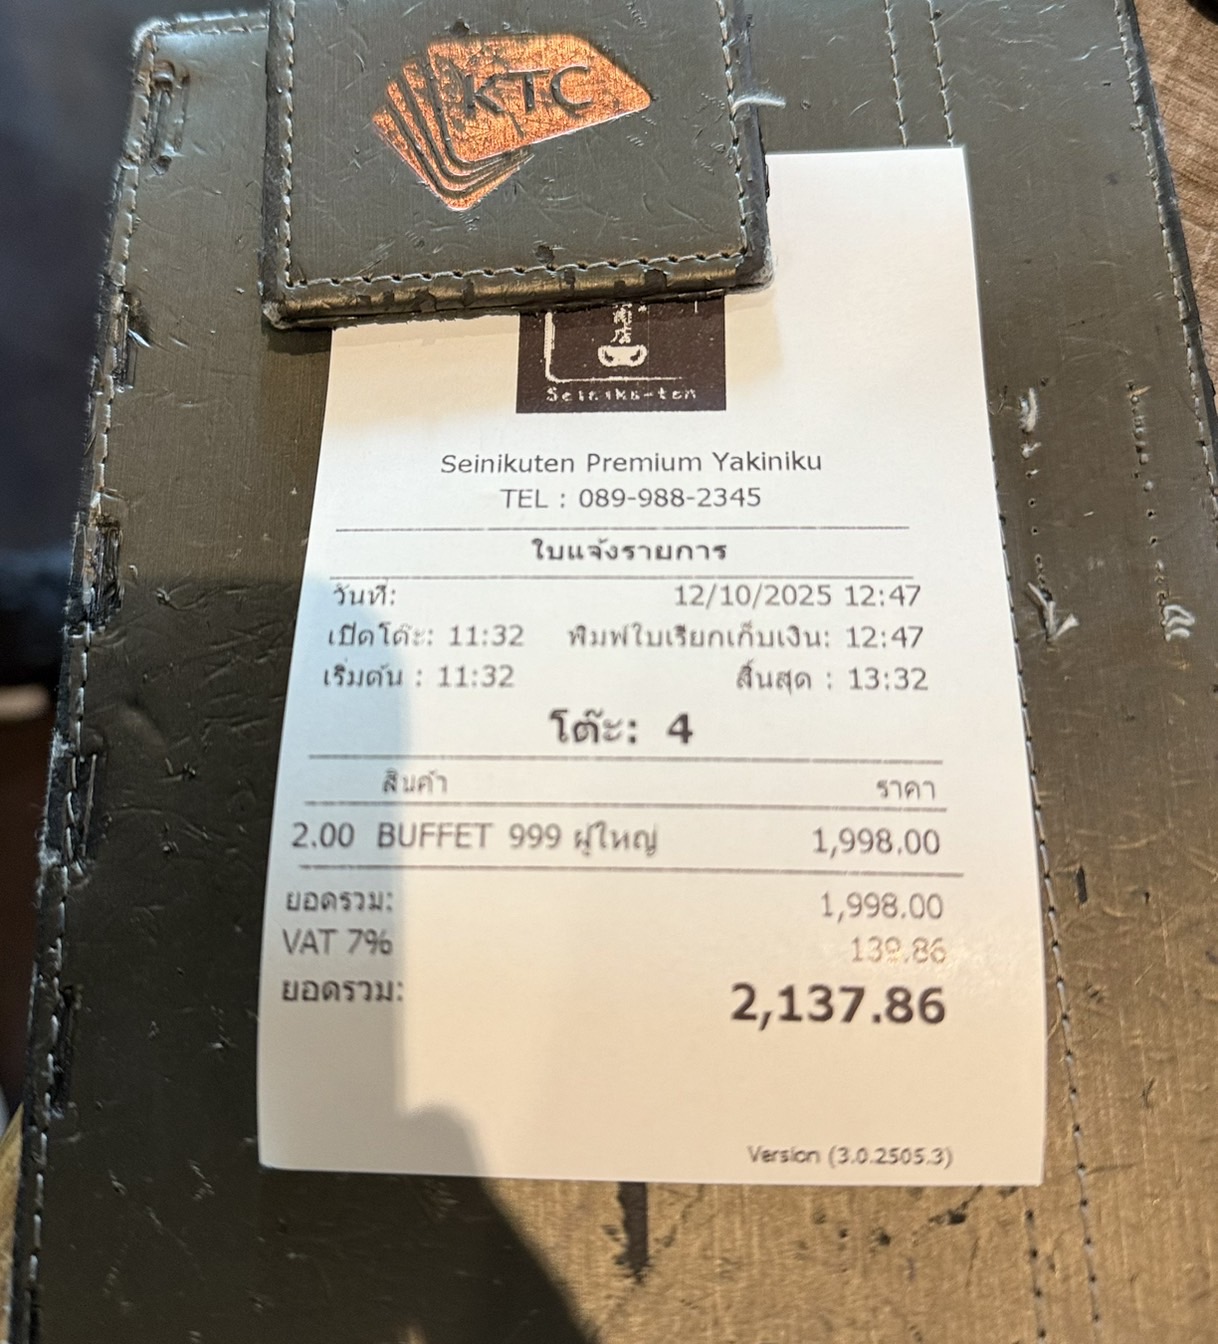 KTC
Seiniku-ten
Seinikuten Premium Yakiniku
TEL : 089-988-2345
ใบแจ้งรายการ
วันที่: 12/10/2025 12:47
เปิดโต๊ะ: 11:32 พิมพ์ใบเรียกเก็บเงิน: 12:47
เริ่มต้น : 11:32 สิ้นสุด : 13:32
โต๊ะ: 4
สินค้า ราคา
2.00 BUFFET 999 ผู้ใหญ่ 1,998.00
ยอดรวม: 1,998.00
VAT 7% 139.86
ยอดรวม: 2,137.86
Version (3.0.2505.3)